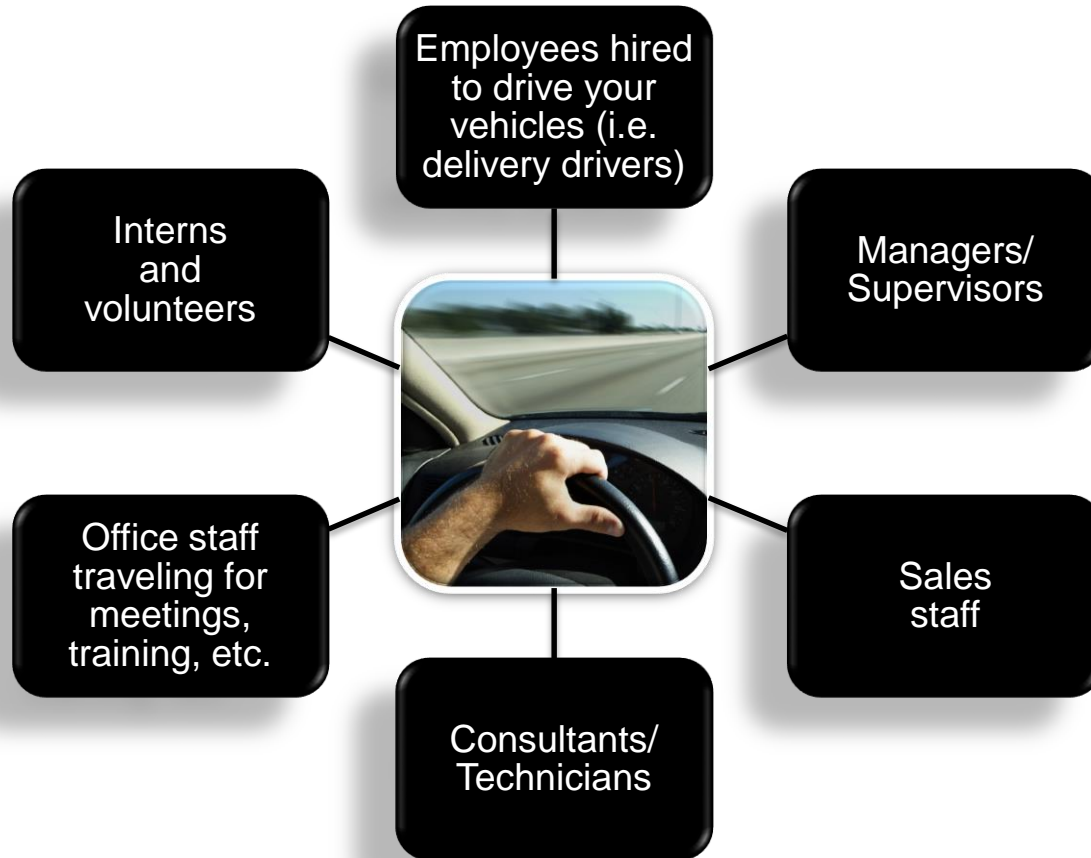 Employees hired
to drive your
vehicles (i.e.
delivery drivers)
Managers/
Supervisors
Sales
staff
Consultants/
Technicians
Office staff
traveling for
meetings,
training, etc.
Interns
and
volunteers